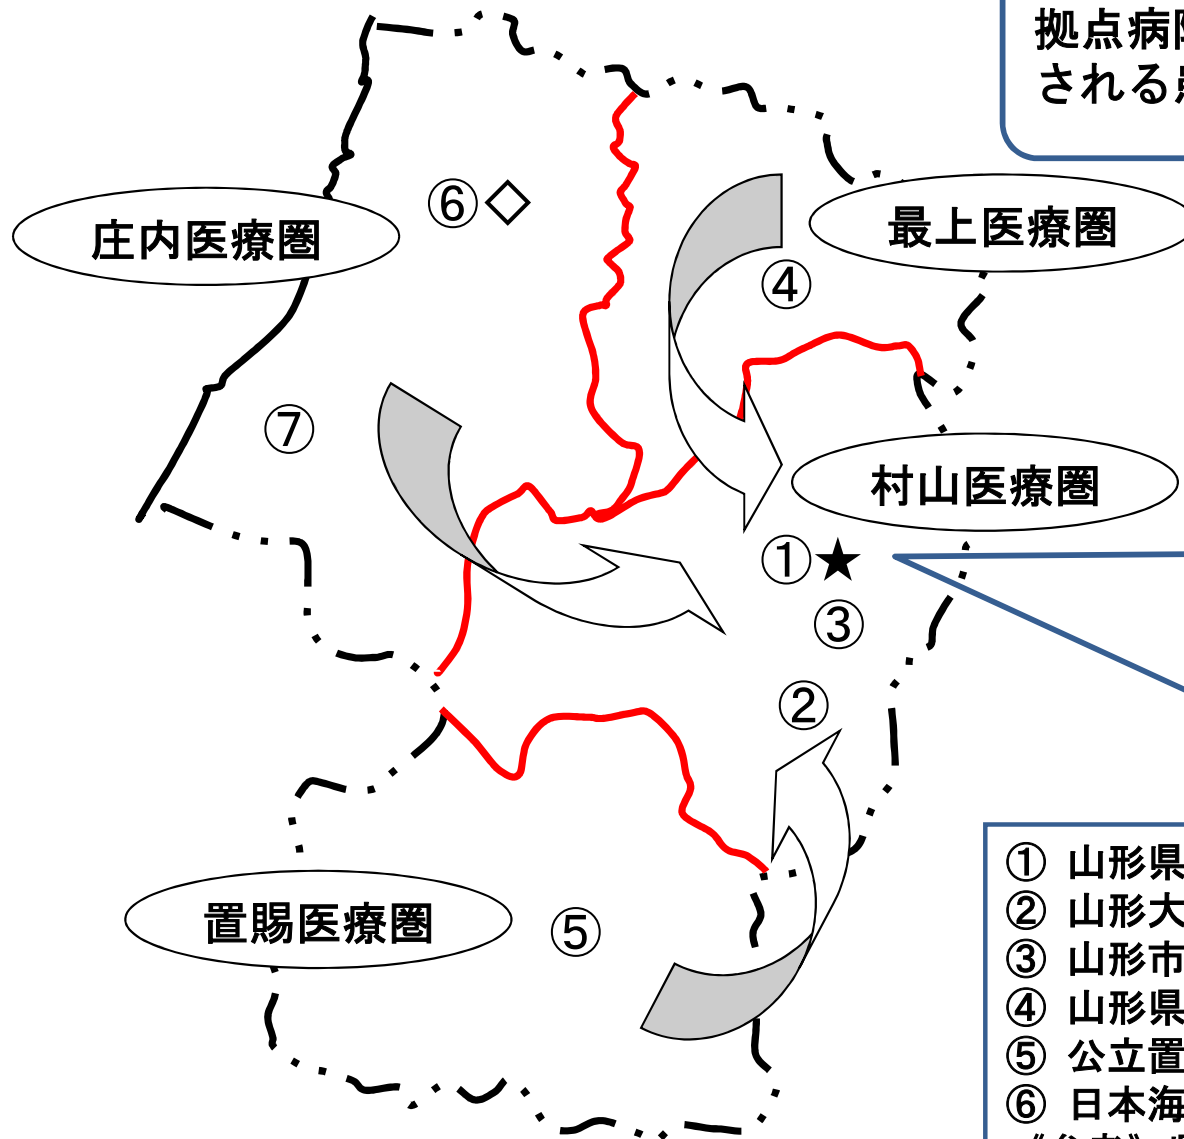 拠点病
される
庄内医療圏
⑥
最上医療圏
④
⑦
村山医療圏
①★
③
②
置賜医療圏
⑤
① 山形県
② 山形大
③ 山形市
④ 山形県
⑤ 公立置
⑥ 日本海